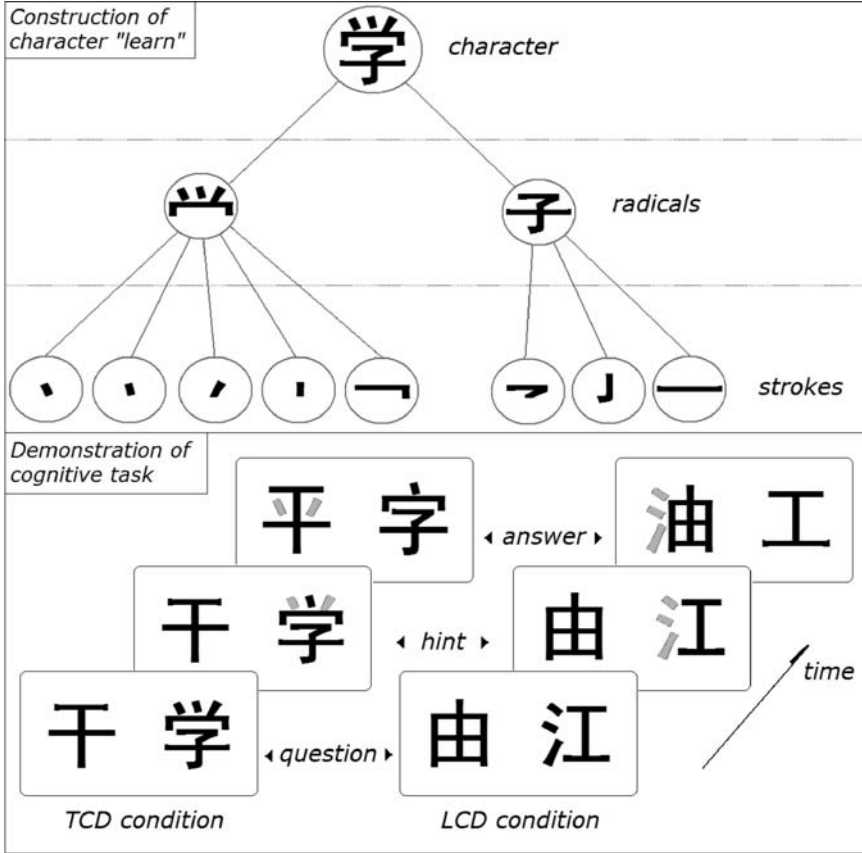 Construction of
character "learn"
学
character
𰃮 子
radicals
strokes
Demonstration of
cognitive task
平 字
answer
油 工
干 学
hint
由 江
time
干 学
question
由 江
TCD condition
LCD condition